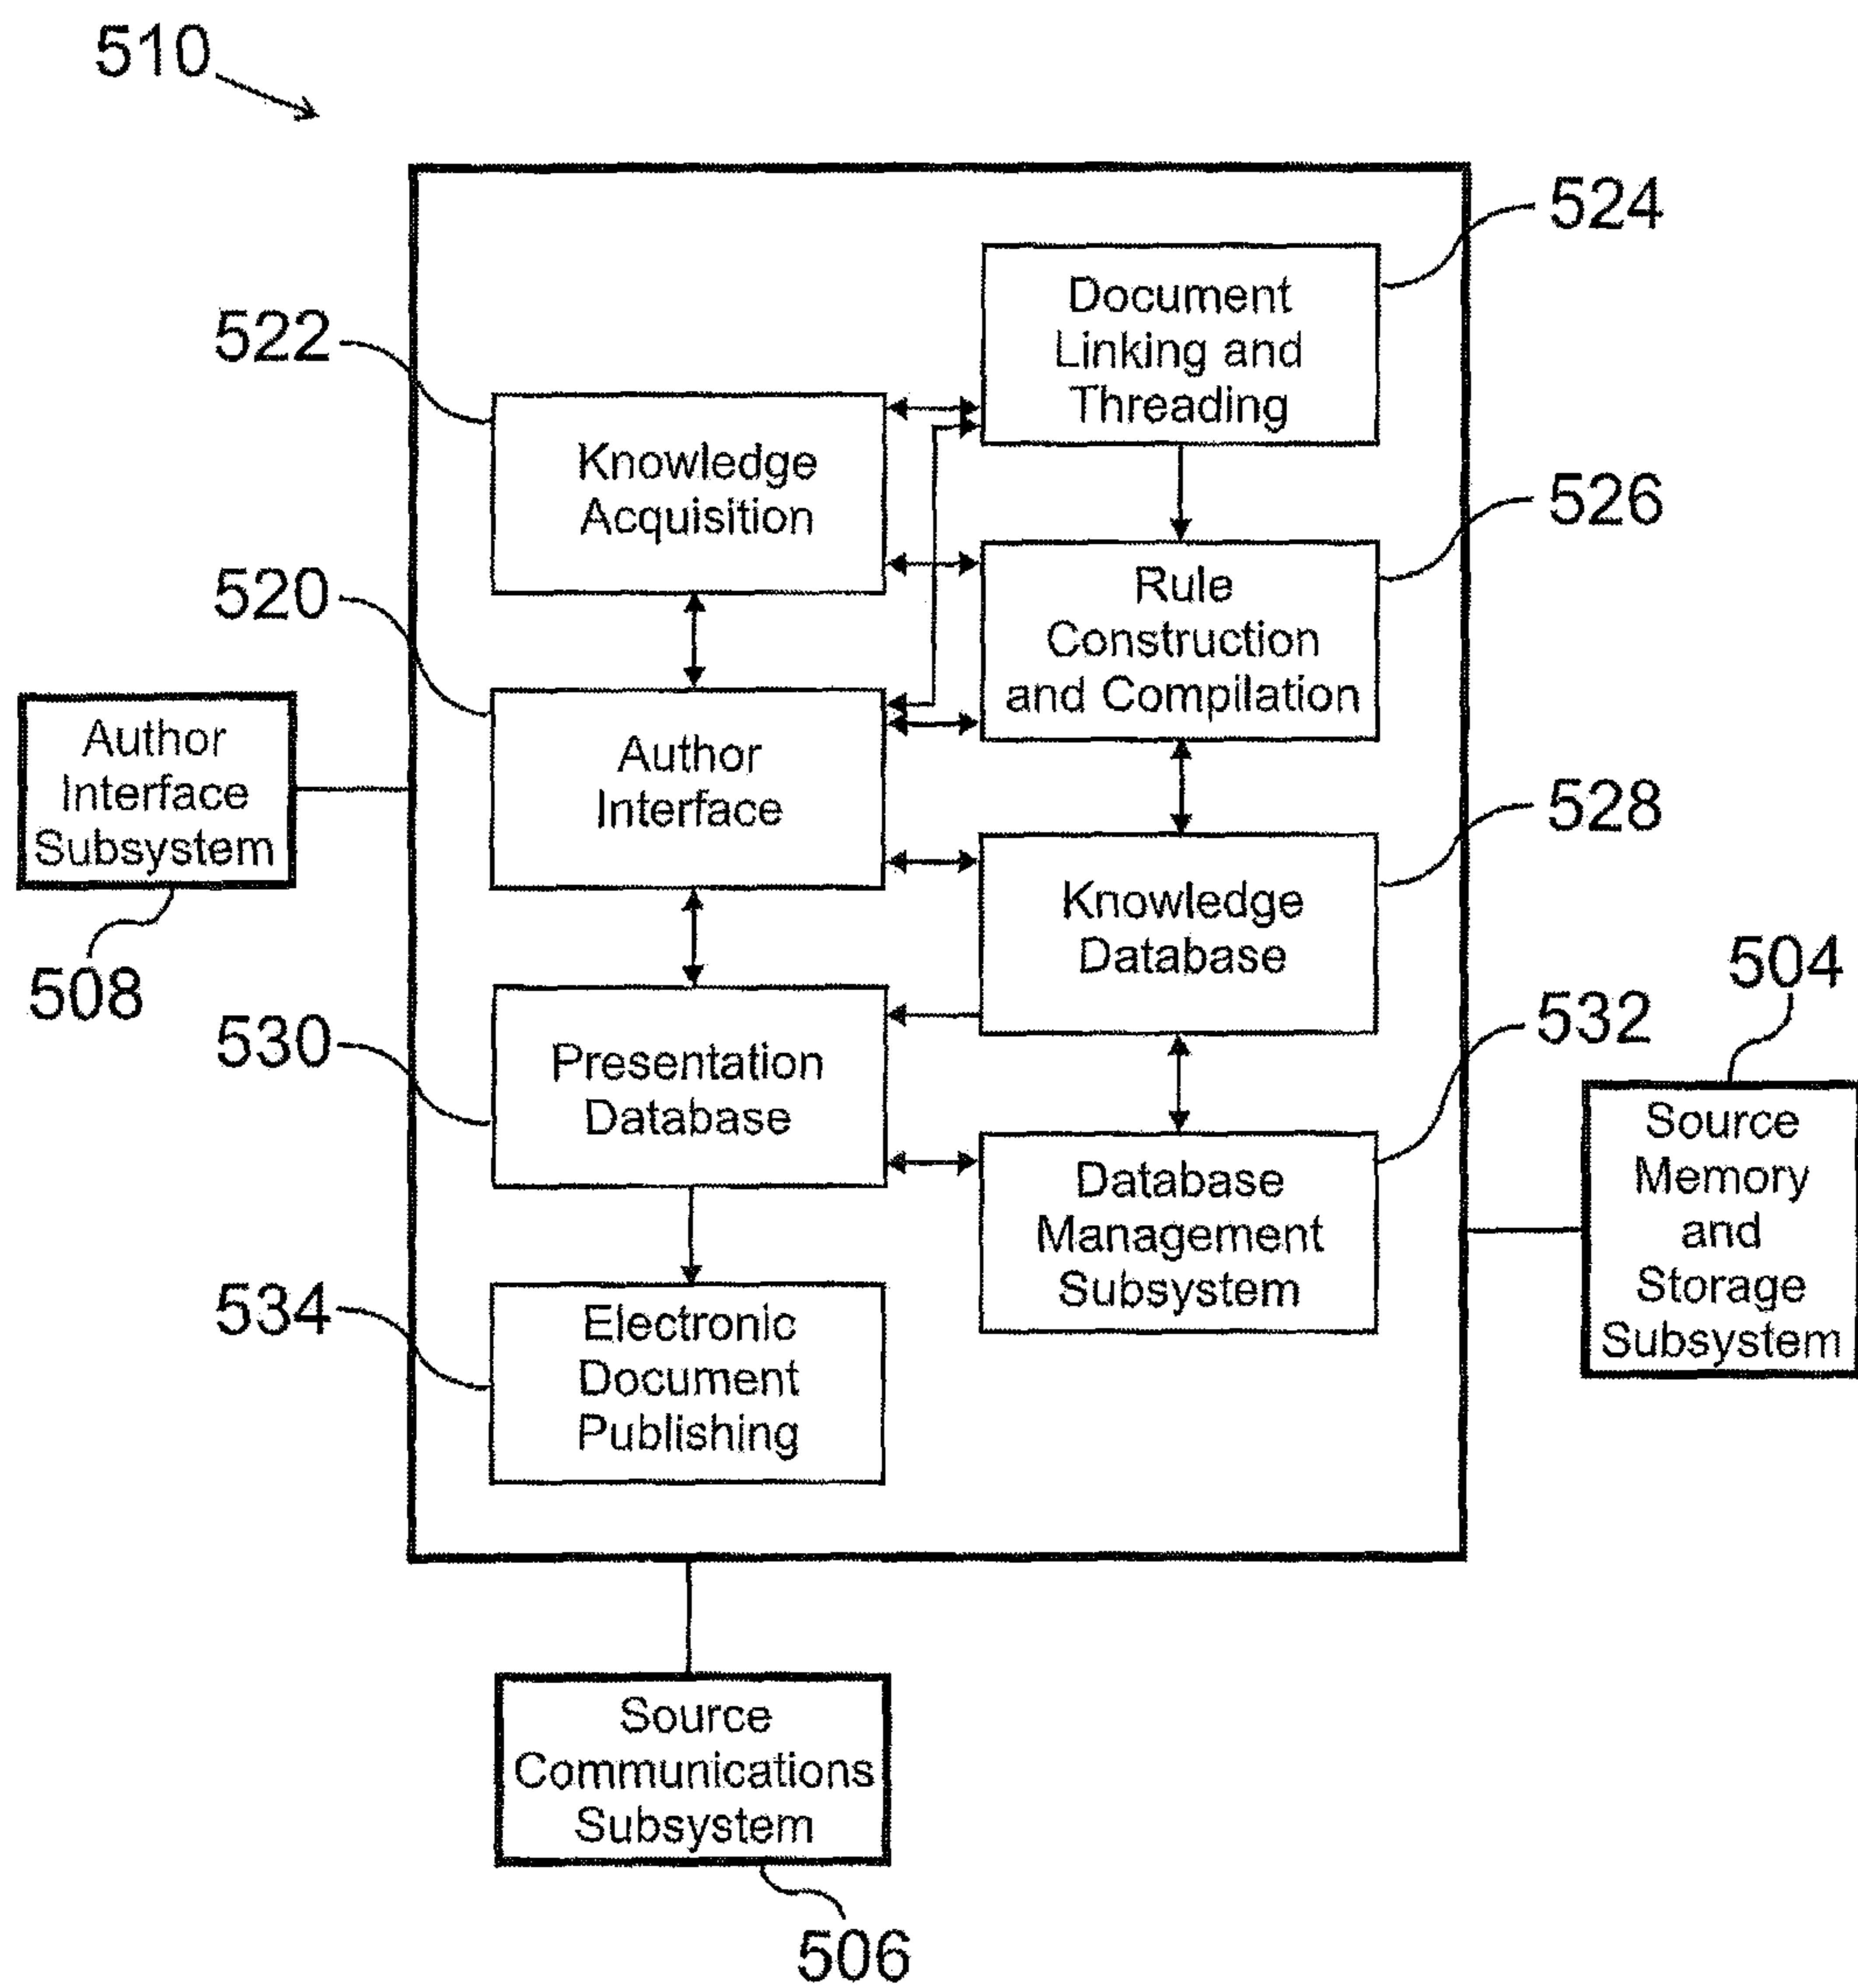 510
524
Document
Linking and
Threading
522
Knowledge
Acquisition
526
Rule
Construction
and Compilation
520
Author
Interface
Author
Interface
Subsystem
508
528
Knowledge
Database
504
532
530
Presentation
Database
Source
Memory
and
Storage
Subsystem
Database
Management
Subsystem
534
Electronic
Document
Publishing
Source
Communications
Subsystem
506